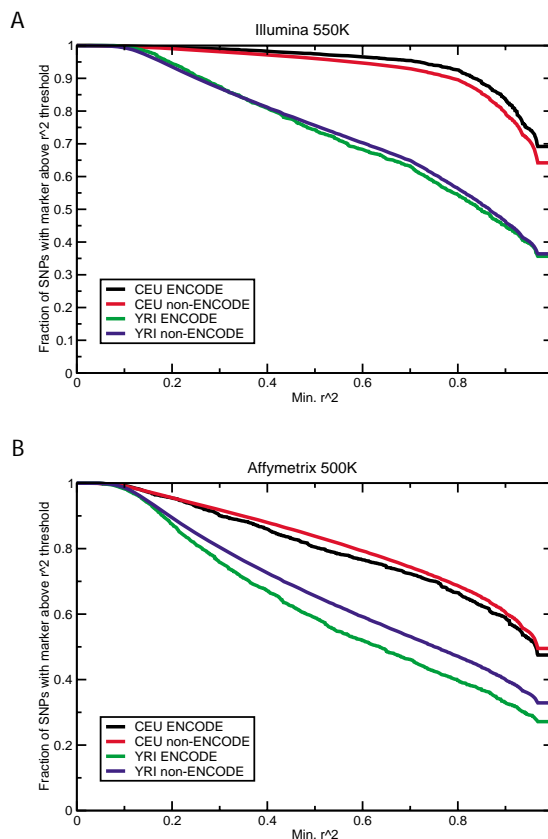 A
Illumina 550K
Fraction of SNPs with marker above r^2 threshold
1
0.9
0.8
0.7
0.6
0.5
0.4
0.3
0.2
0.1
0
CEU ENCODE
CEU non-ENCODE
YRI ENCODE
YRI non-ENCODE
0 0.2 0.4 0.6 0.8
Min. r^2
B
Affymetrix 500K
Fraction of SNPs with marker above r^2 threshold
1
0.8
0.6
0.4
0.2
0
CEU ENCODE
CEU non-ENCODE
YRI ENCODE
YRI non-ENCODE
0 0.2 0.4 0.6 0.8
Min. r^2